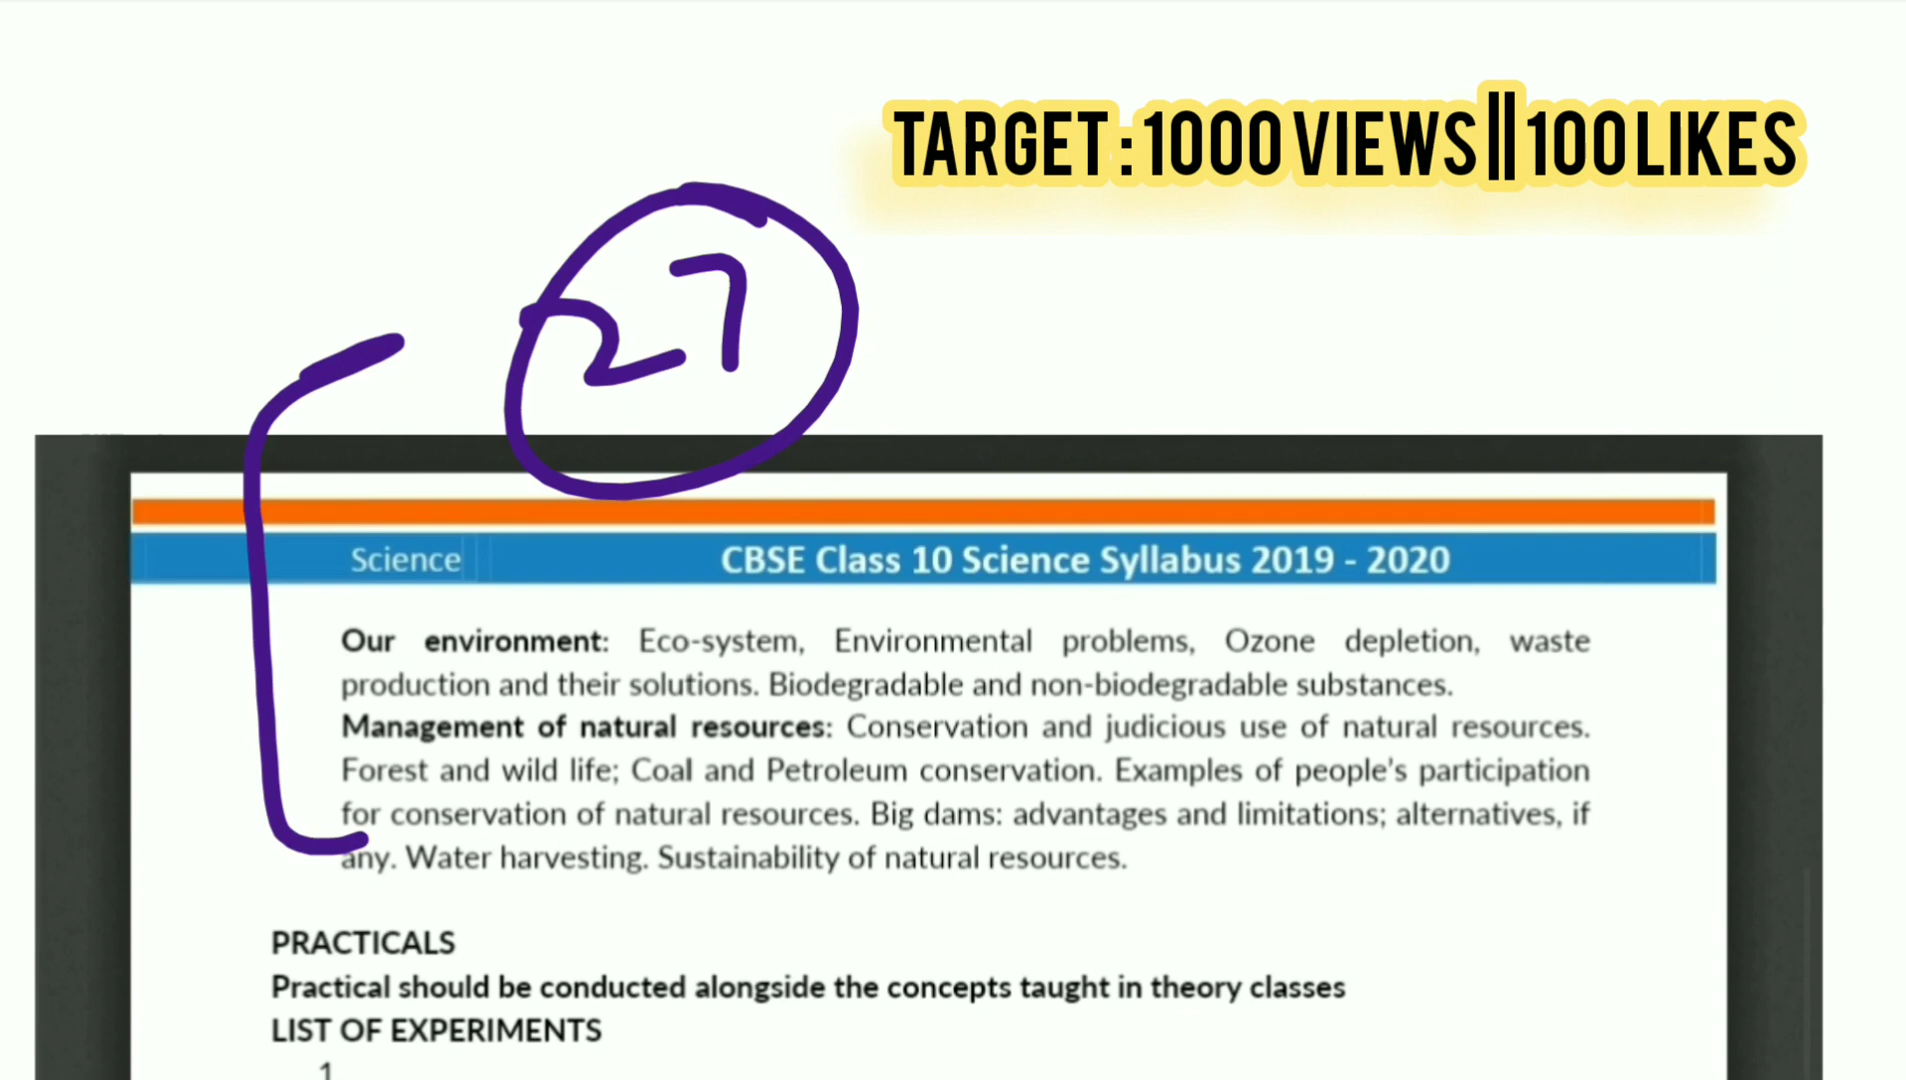 TARGET : 1000 VIEWS || 100 LIKES
27
Science CBSE Class 10 Science Syllabus 2019 - 2020
Our environment: Eco-system, Environmental problems, Ozone depletion, waste
production and their solutions. Biodegradable and non-biodegradable substances.
Management of natural resources: Conservation and judicious use of natural resources.
Forest and wild life; Coal and Petroleum conservation. Examples of people's participation
for conservation of natural resources. Big dams: advantages and limitations; alternatives, if
any. Water harvesting. Sustainability of natural resources.
PRACTICALS
Practical should be conducted alongside the concepts taught in theory classes
LIST OF EXPERIMENTS
1